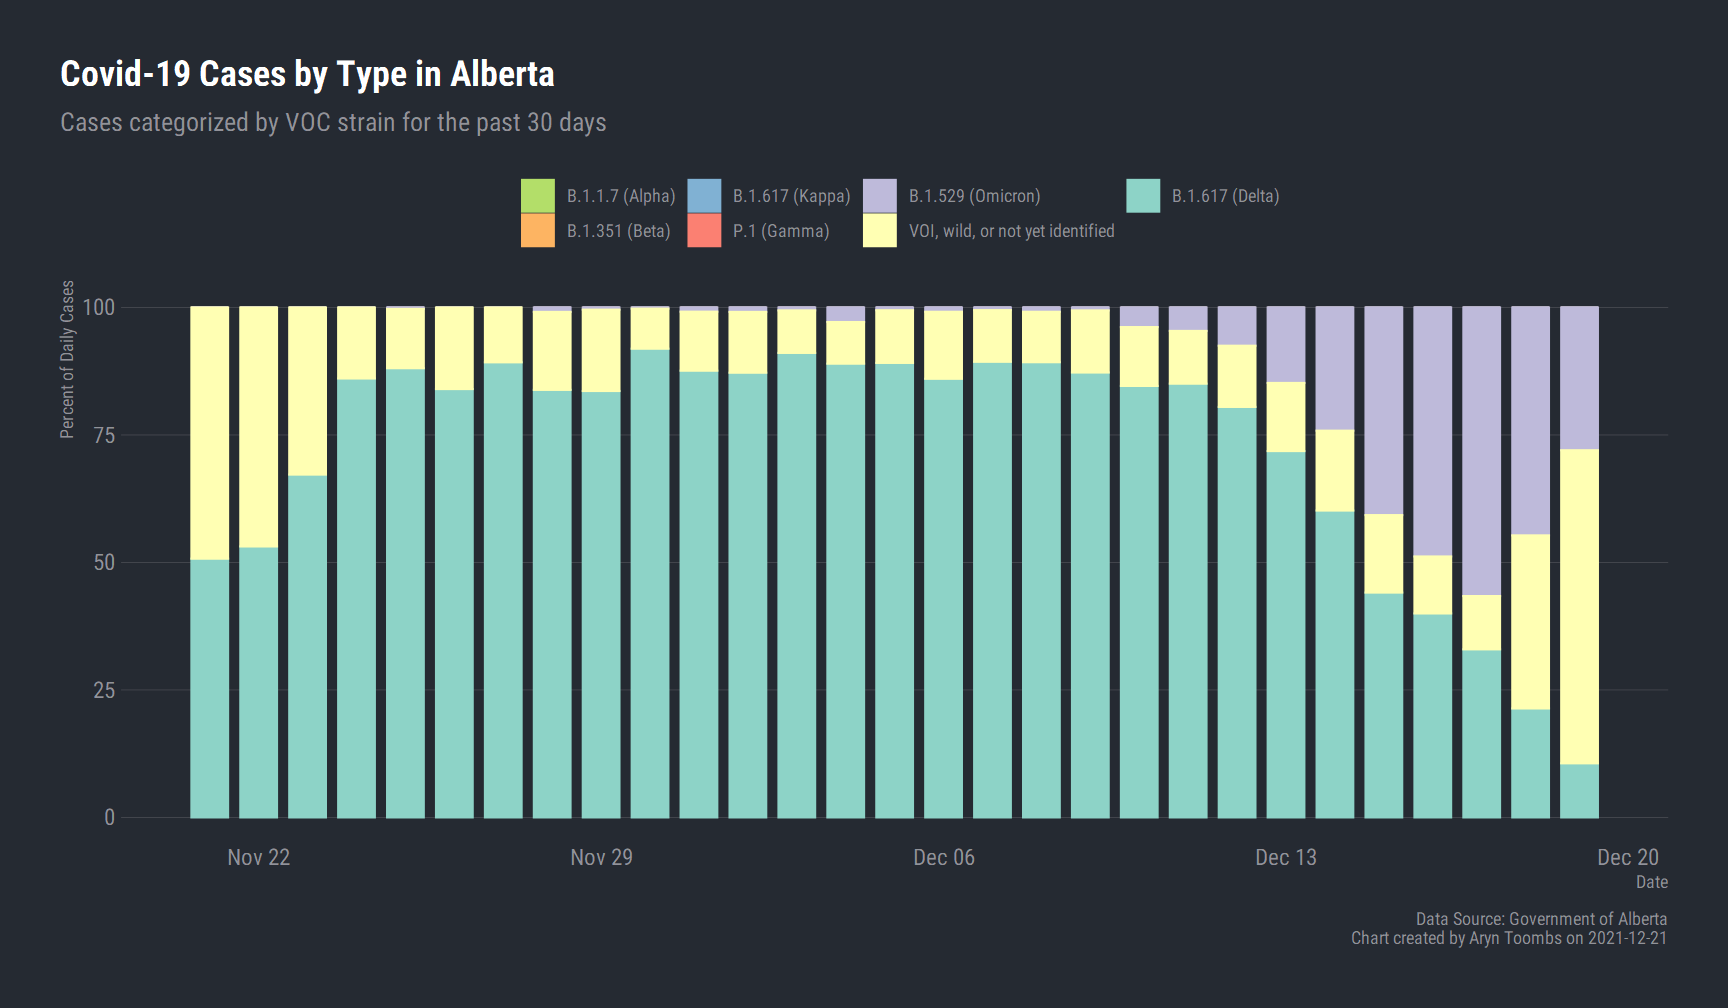 Covid-19 Cases by Type in Alberta
Cases categorized by VOC strain for the past 30 days
B.1.1.7 (Alpha) B.1.617 (Kappa) B.1.529 (Omicron) B.1.617 (Delta)
B.1.351 (Beta) P.1 (Gamma) VOI, wild, or not yet identified
Percent of Daily Cases
100
75
50
25
0
Nov 22 Nov 29 Dec 06 Dec 13 Dec 20
Date
Data Source: Government of Alberta
Chart created by Aryn Toombs on 2021-12-21